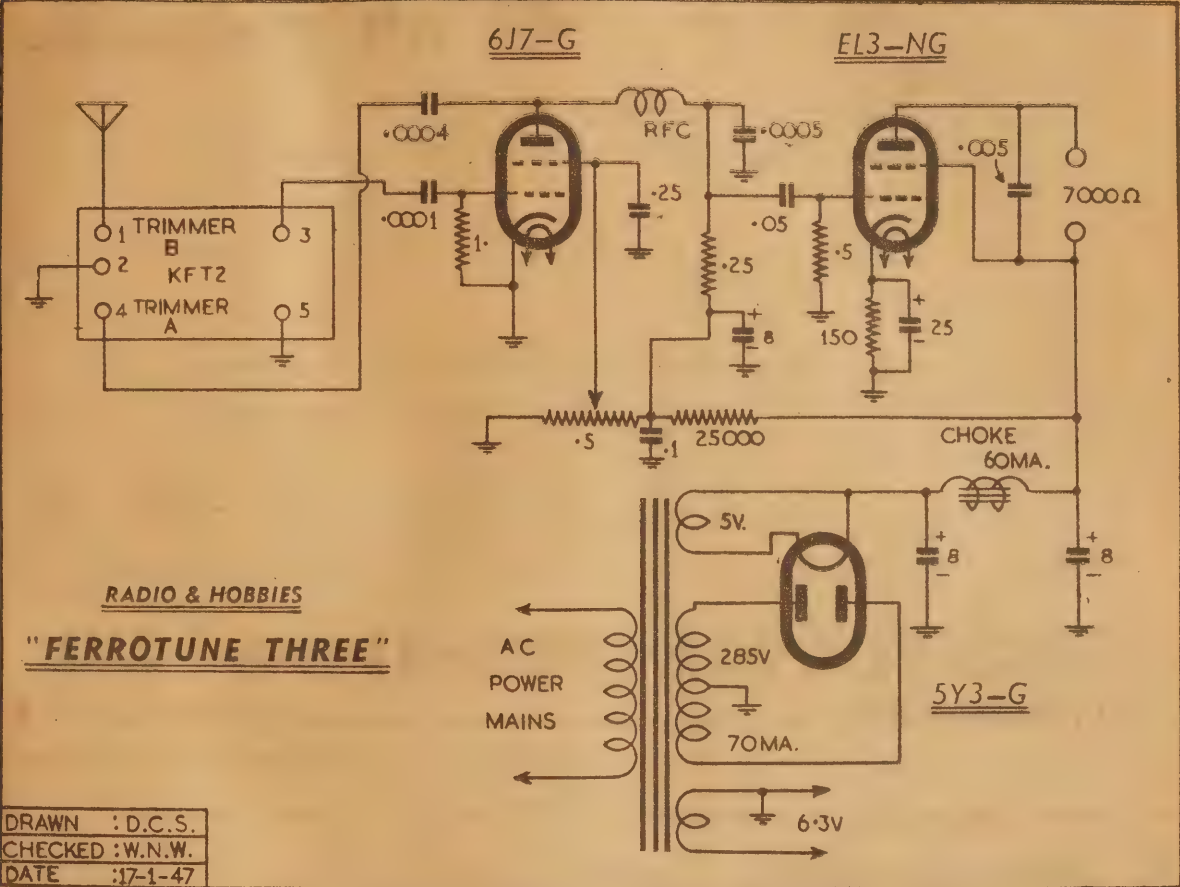 6J7-G
EL3-NG
.0004
RFC
.0005
.005
7000Ω
.0001
1.
.25
.05
.5
1 TRIMMER
B
3
2
KFT2
4 TRIMMER
A
5
.25
+
8
-
150
+
25
-
.5
.1
25000
CHOKE
60MA.
5V.
+
8
-
+
8
-
RADIO & HOBBIES
"FERROTUNE THREE"
AC
POWER
MAINS
285V
70MA.
5Y3-G
6.3V
DRAWN : D.C.S.
CHECKED : W.N.W.
DATE :17-1-47